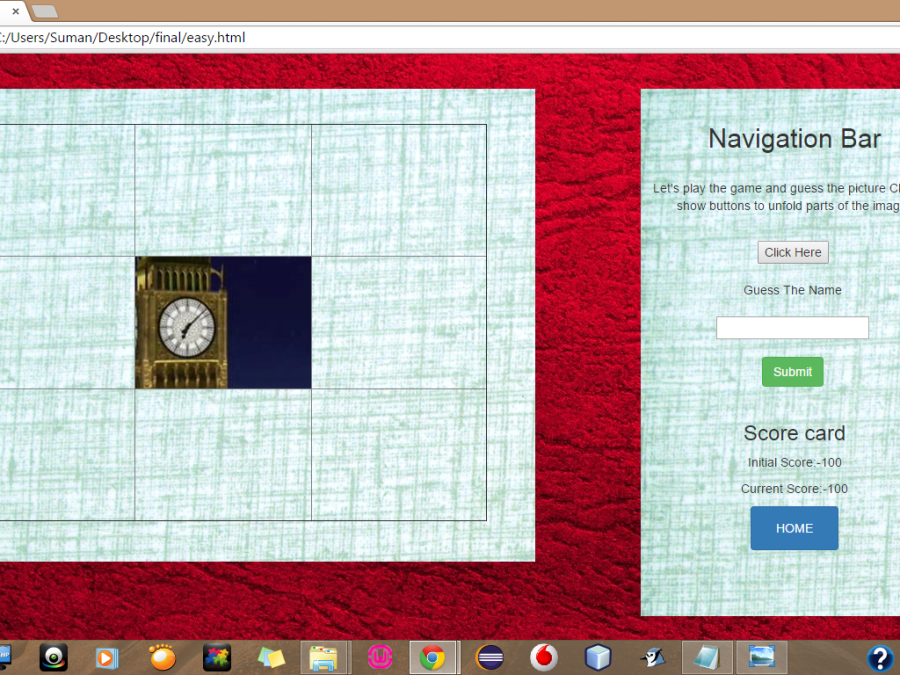 C:/Users/Suman/Desktop/final/easy.html
Navigation Bar
Let's play the game and guess the picture Cl
show buttons to unfold parts of the imag
Click Here
Guess The Name
Submit
Score card
Initial Score:-100
Current Score:-100
HOME